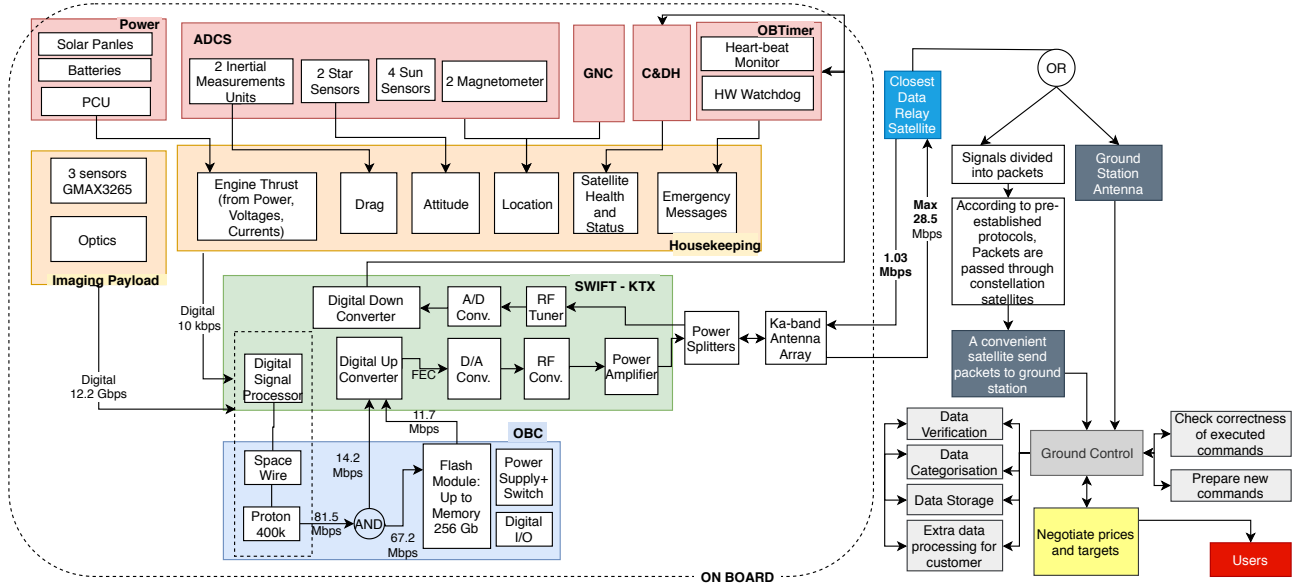 Power
Solar Panles
Batteries
PCU
ADCS
2 Inertial
Measurements
Units
2 Star
Sensors
4 Sun
Sensors
2 Magnetometer
GNC
C&DH
OBTimer
Heart-beat
Monitor
HW Watchdog
3 sensors
GMAX3265
Optics
Imaging Payload
Engine Thrust
(from Power,
Voltages,
Currents)
Drag
Attitude
Location
Satellite
Health
and
Status
Emergency
Messages
Housekeeping
Digital
10 kbps
Digital
12.2 Gbps
SWIFT - KTX
Digital Down
Converter
A/D
Conv.
RF
Tuner
Digital
Signal
Processor
Digital Up
Converter
FEC
D/A
Conv.
RF
Conv.
Power
Amplifier
Power
Splitters
Ka-band
Antenna
Array
11.7
Mbps
14.2
Mbps
OBC
Space
Wire
Proton
400k
81.5
Mbps
AND
67.2
Mbps
Flash
Module:
Up to
Memory
256 Gb
Power
Supply+
Switch
Digital
I/O
ON BOARD
Closest
Data
Relay
Satellite
1.03
Mbps
Max
28.5
Mbps
OR
Signals divided
into packets
According to pre-
established
protocols,
Packets are
passed through
constellation
satellites
A convenient
satellite send
packets to ground
station
Ground
Station
Antenna
Data
Verification
Data
Categorisation
Data Storage
Extra data
processing for
customer
Ground Control
Check correctness
of executed
commands
Prepare new
commands
Negotiate prices
and targets
Users